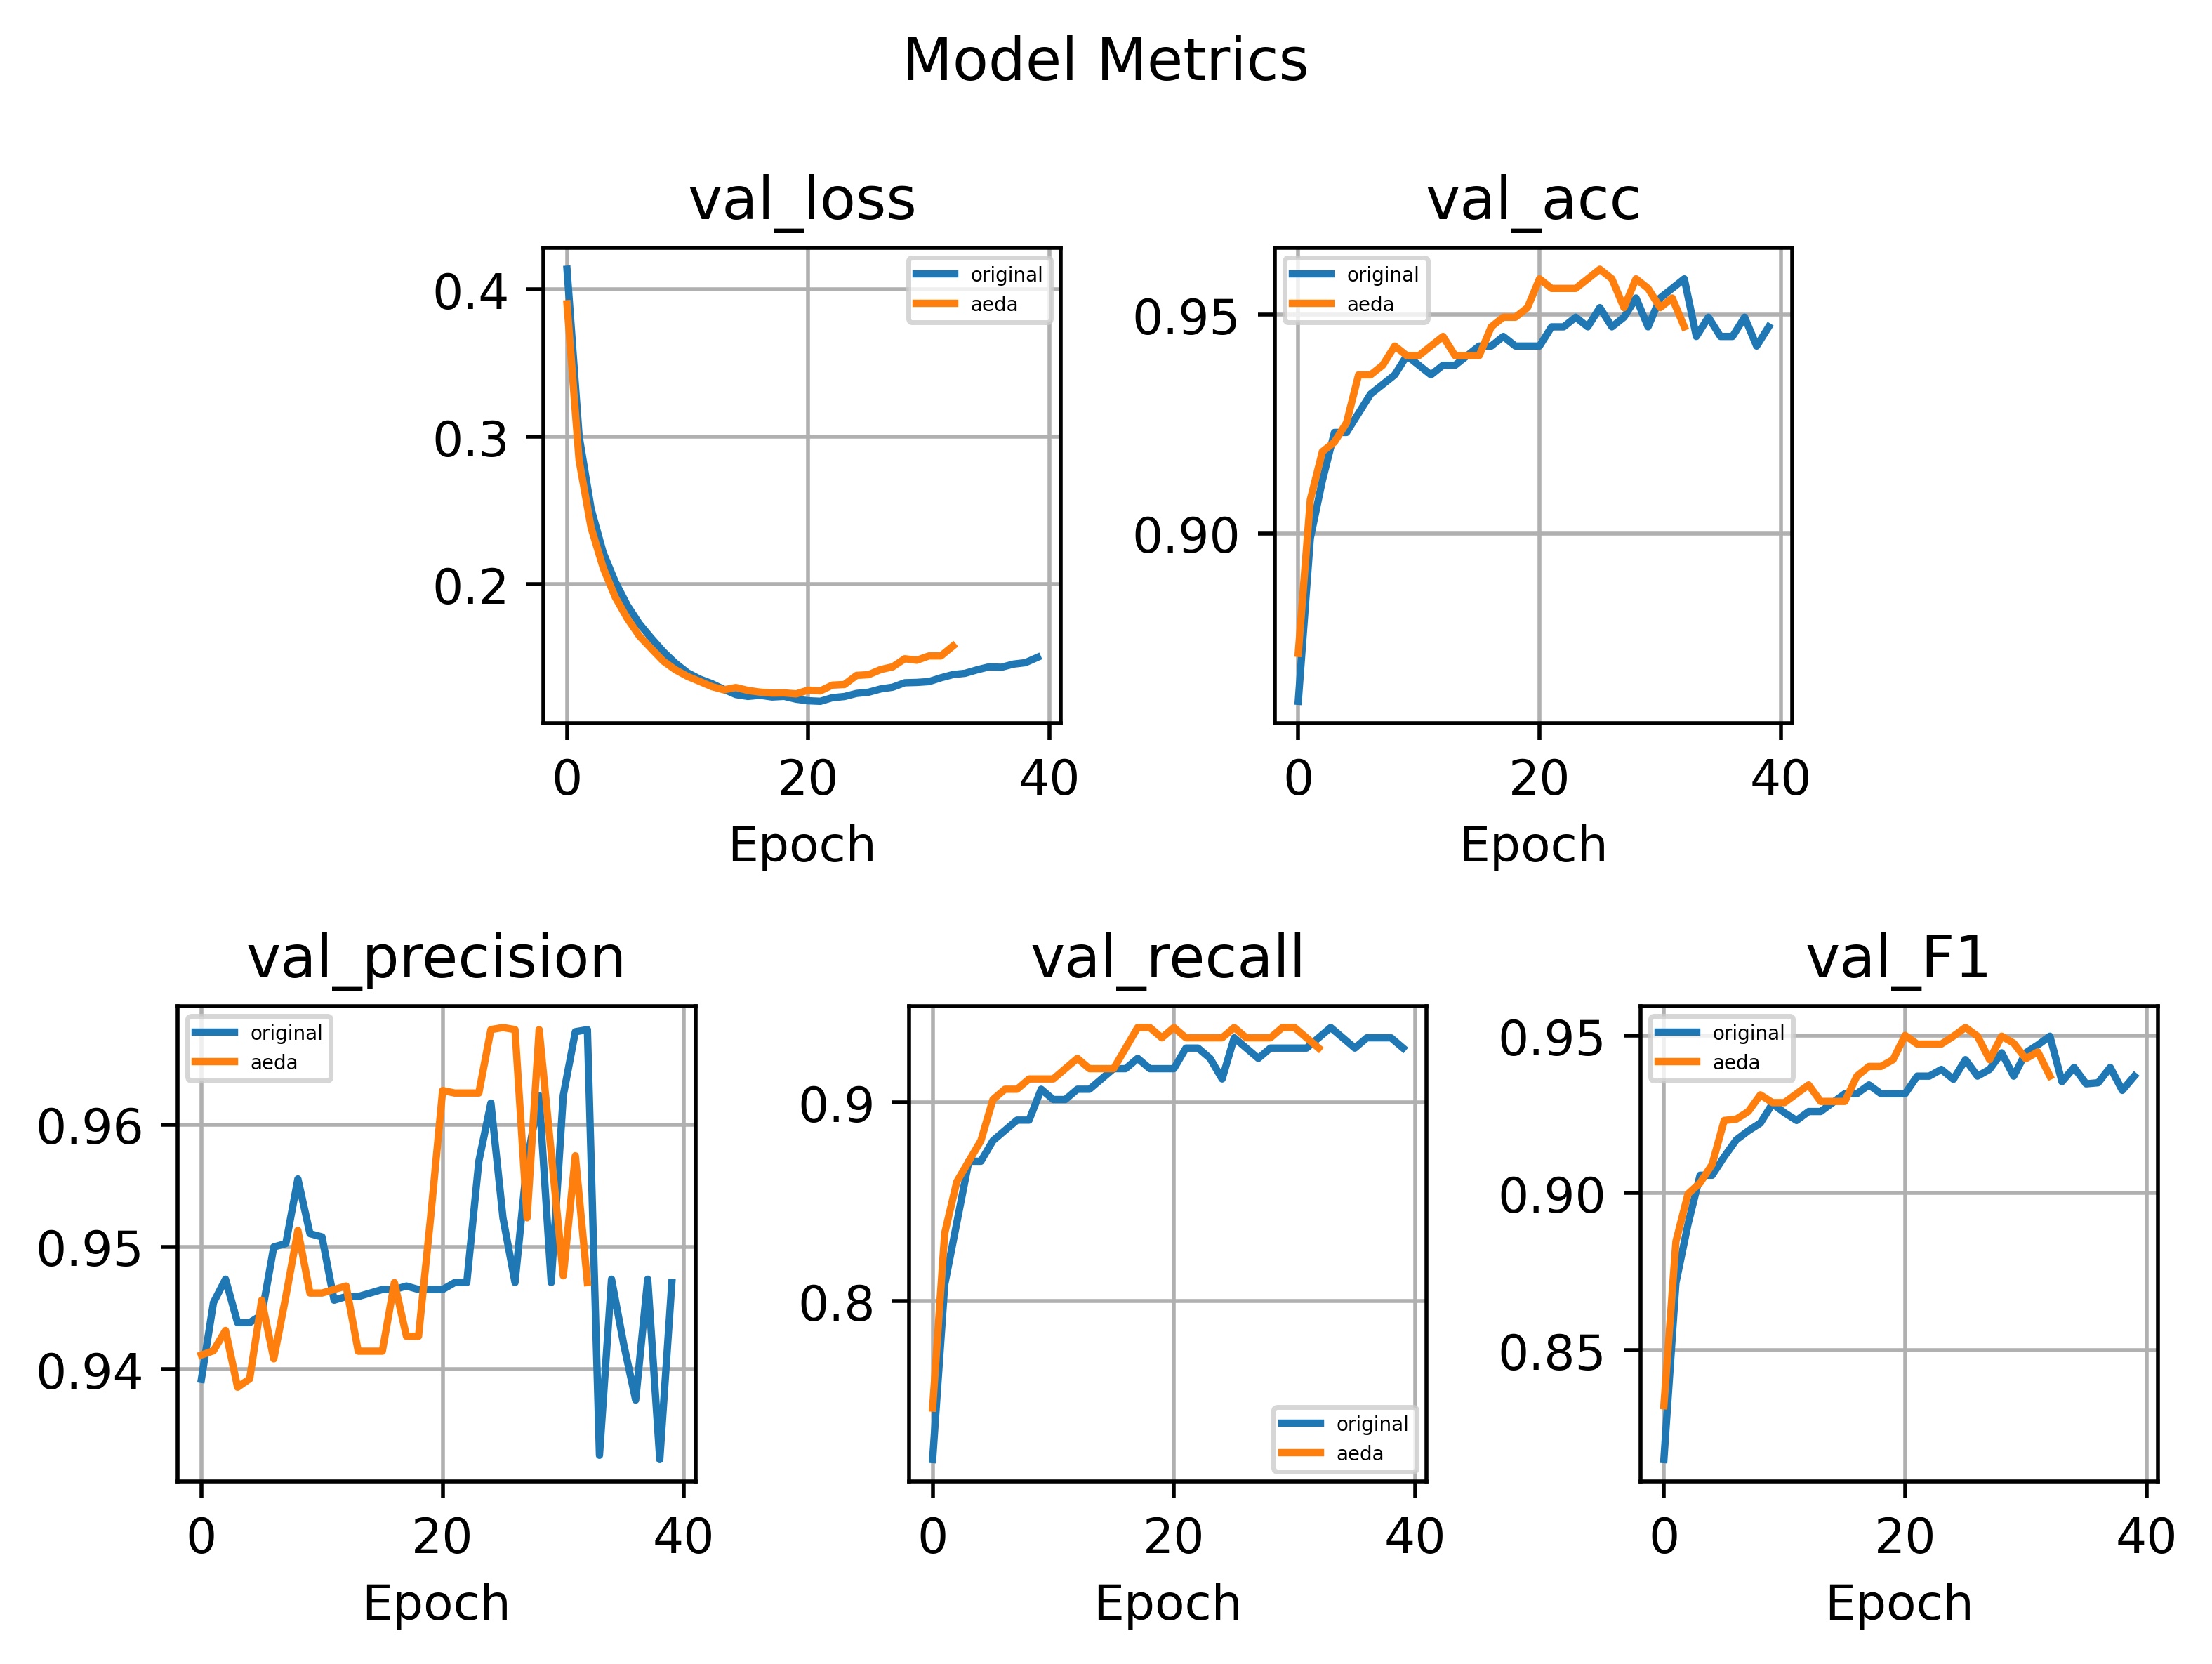 Model Metrics
val_loss
0.4
0.3
0.2
original
aeda
0 20 40
Epoch
val_acc
0.95
0.90
original
aeda
0 20 40
Epoch
val_precision
0.96
0.95
0.94
original
aeda
0 20 40
Epoch
val_recall
0.9
0.8
original
aeda
0 20 40
Epoch
val_F1
0.95
0.90
0.85
original
aeda
0 20 40
Epoch